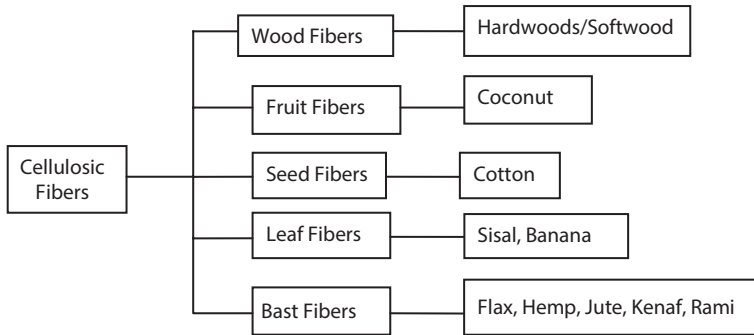 Wood Fibers
Hardwoods/Softwood
Fruit Fibers
Coconut
Cellulosic
Fibers
Seed Fibers
Cotton
Leaf Fibers
Sisal, Banana
Bast Fibers
Flax, Hemp, Jute, Kenaf, Rami